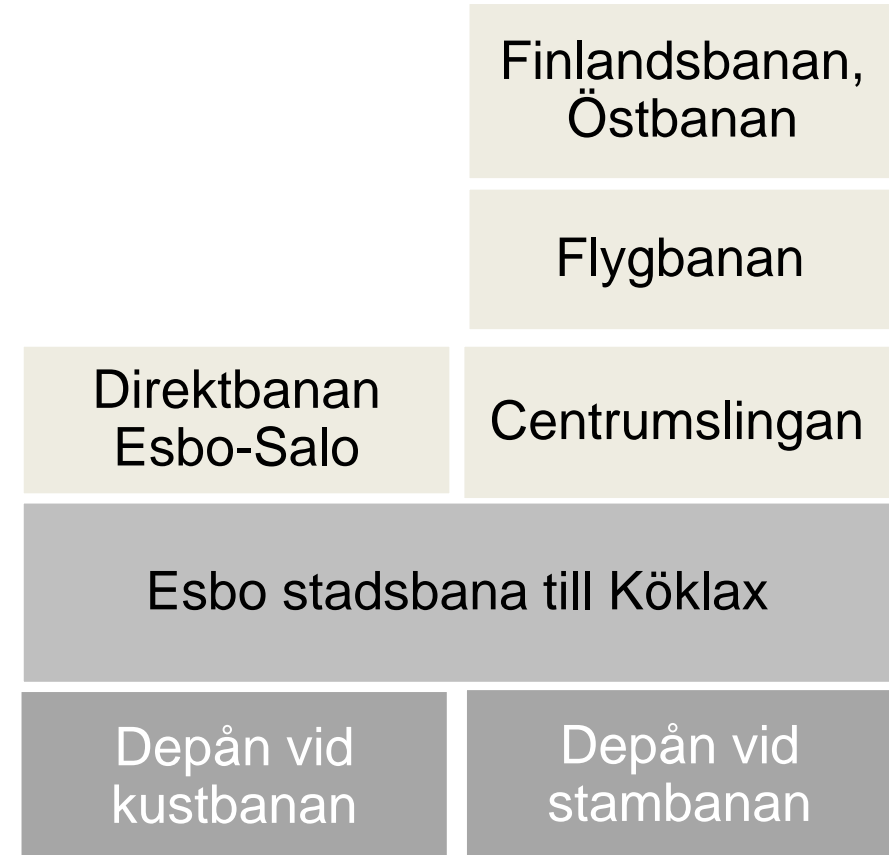 Finlandsbanan,
Östbanan
Flygbanan
Direktbanan
Esbo-Salo
Centrumslingan
Esbo stadsbana till Köklax
Depån vid
kustbanan
Depån vid
stambanan